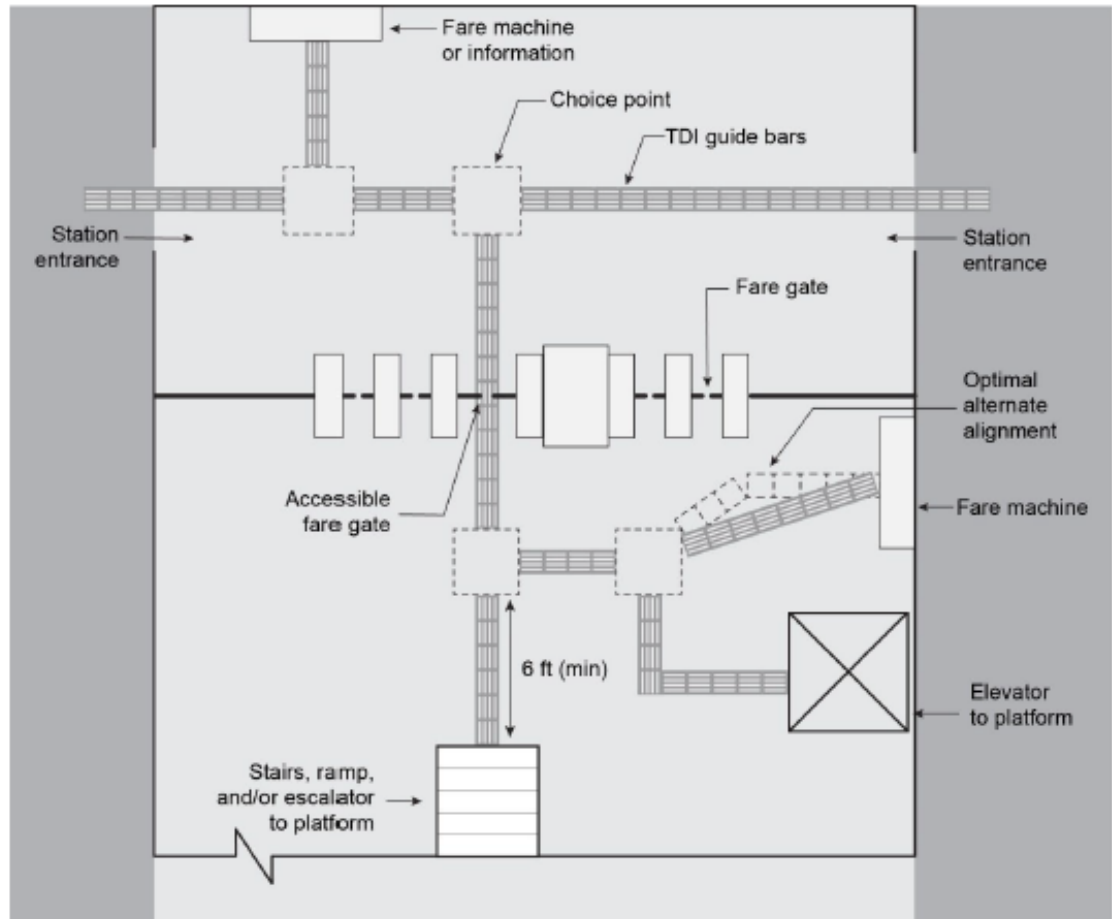 Fare machine
or information
Choice point
TDI guide bars
Station
entrance
Station
entrance
Fare gate
Optimal
alternate
alignment
Accessible
fare gate
Fare machine
6 ft (min)
Elevator
to platform
Stairs, ramp,
and/or escalator
to platform